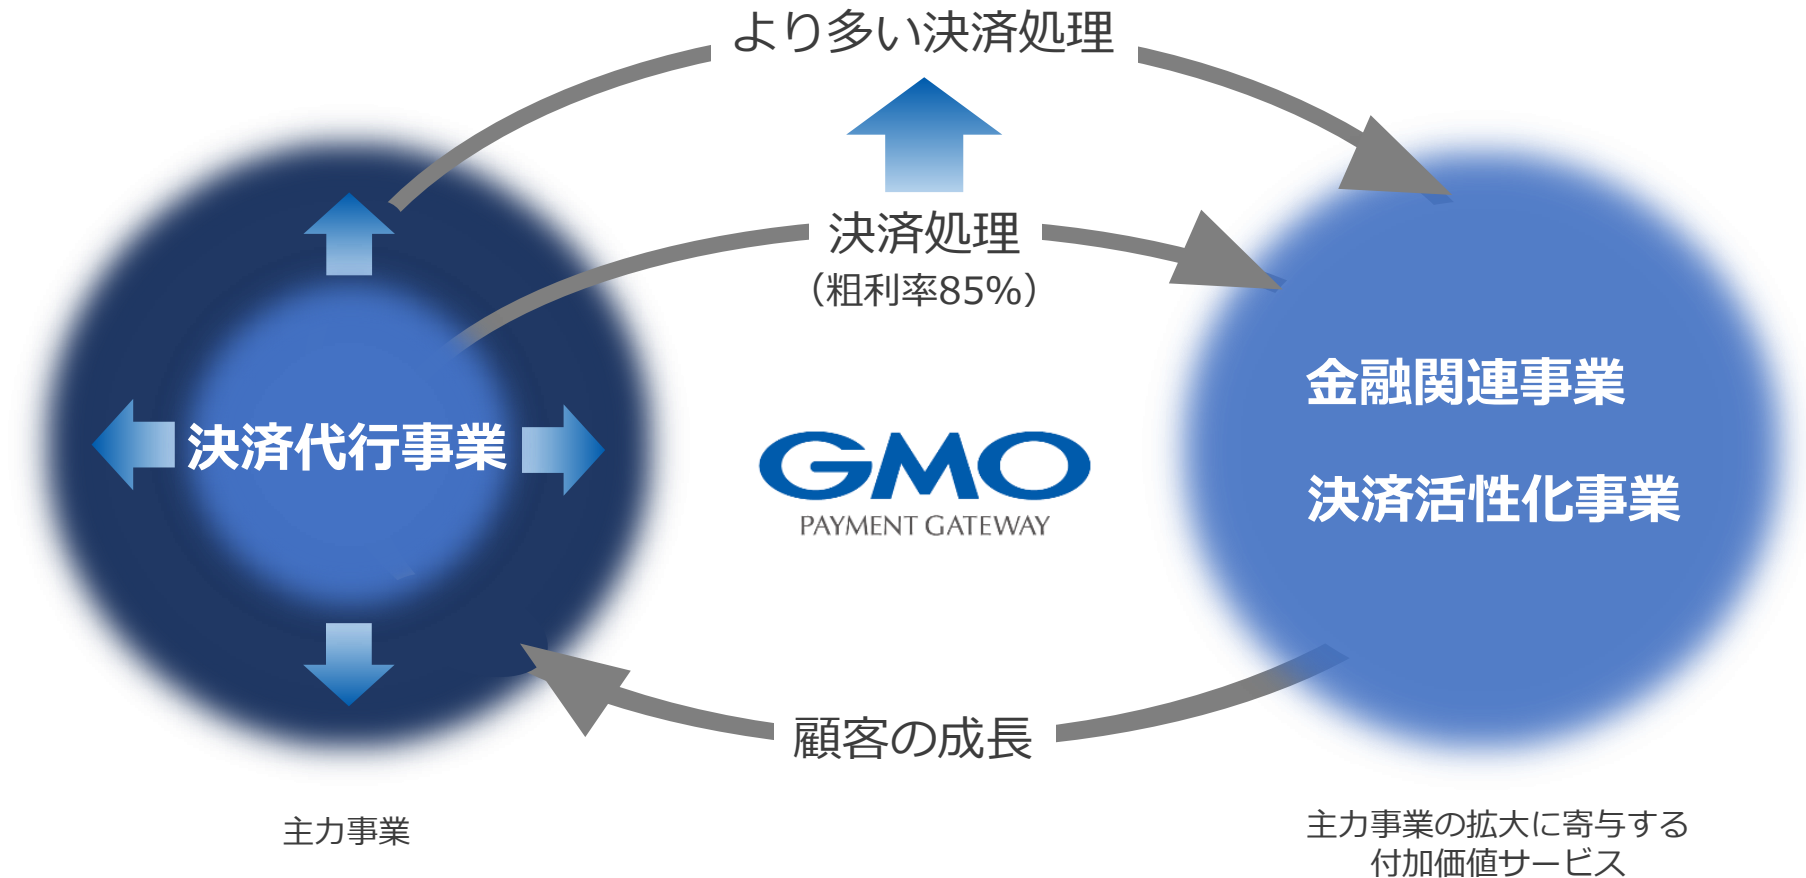 より多い決済処理
決済処理
（粗利率85%）
決済代行事業
金融関連事業
決済活性化事業
GMO
PAYMENT GATEWAY
顧客の成長
主力事業
主力事業の拡大に寄与する
付加価値サービス